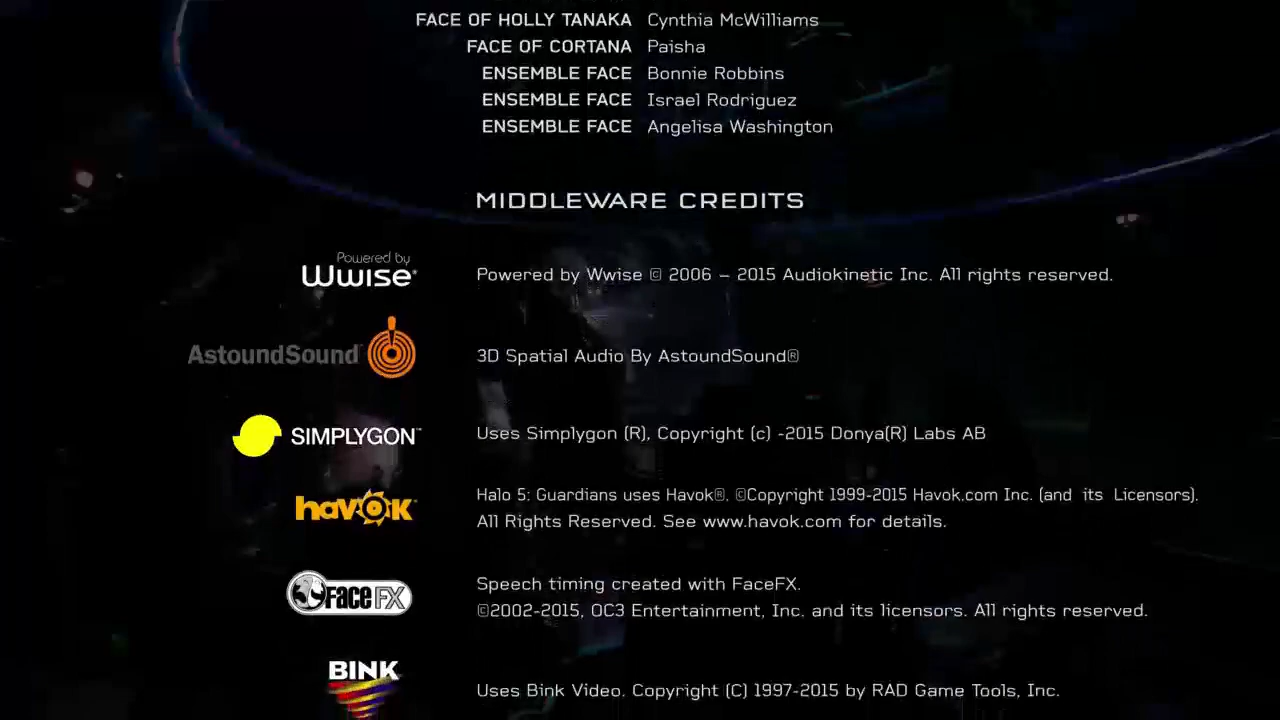 FACE OF HOLLY TANAKA Cynthia McWilliams
FACE OF CORTANA Paisha
ENSEMBLE FACE Bonnie Robbins
ENSEMBLE FACE Israel Rodriguez
ENSEMBLE FACE Angelisa Washington
MIDDLEWARE CREDITS
Powered by
Wwise® Powered by Wwise © 2006 – 2015 Audiokinetic Inc. All rights reserved.
AstoundSound 3D Spatial Audio By AstoundSound®
SIMPLYGON™ Uses Simplygon (R), Copyright (c) -2015 Donya(R) Labs AB
havok™ Halo 5: Guardians uses Havok®. ©Copyright 1999-2015 Havok.com Inc. (and its Licensors).
All Rights Reserved. See www.havok.com for details.
FaceFX Speech timing created with FaceFX.
©2002-2015, OC3 Entertainment, Inc. and its licensors. All rights reserved.
BINK Uses Bink Video. Copyright (C) 1997-2015 by RAD Game Tools, Inc.